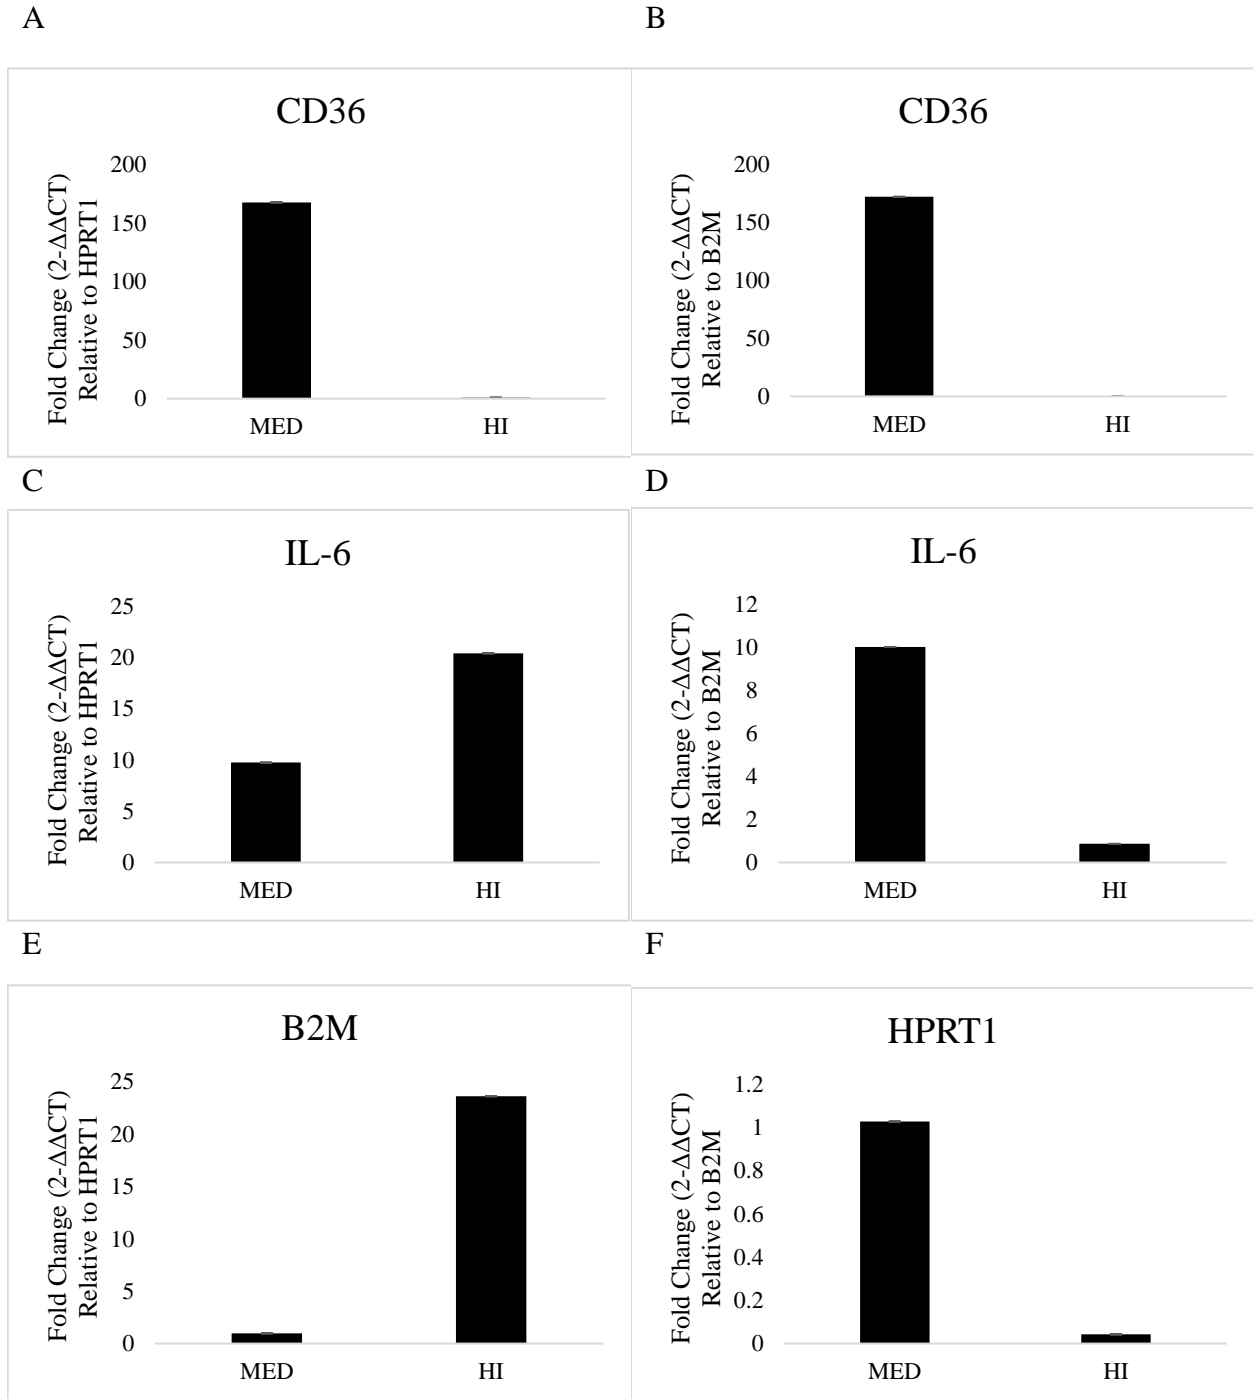 A
B
CD36
Fold Change (2-ΔΔCT)
Relative to HPRT1
200
150
100
50
0
MED
HI
CD36
Fold Change (2-ΔΔCT)
Relative to B2M
200
150
100
50
0
MED
HI
C
D
IL-6
Fold Change (2-ΔΔCT)
Relative to HPRT1
25
20
15
10
5
0
MED
HI
IL-6
Fold Change (2-ΔΔCT)
Relative to B2M
12
10
8
6
4
2
0
MED
HI
E
F
B2M
Fold Change (2-ΔΔCT)
Relative to HPRT1
25
20
15
10
5
0
MED
HI
HPRT1
Fold Change (2-ΔΔCT)
Relative to B2M
1.2
1
0.8
0.6
0.4
0.2
0
MED
HI